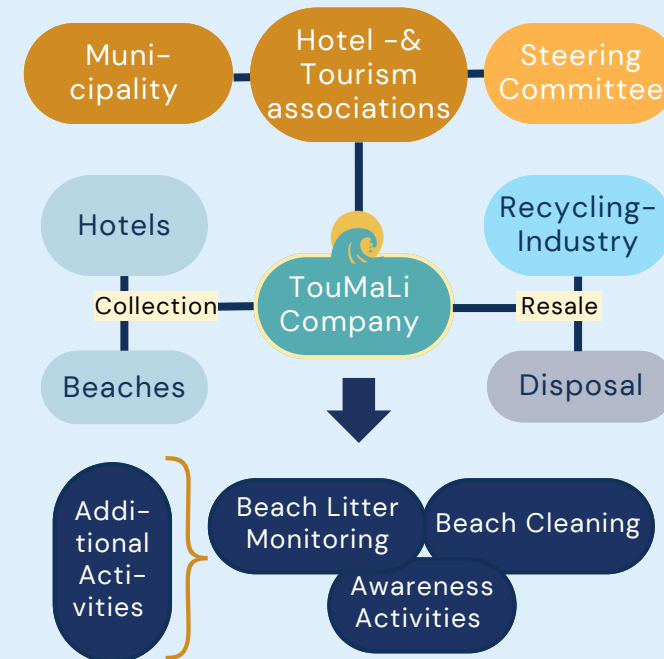 Muni-
cipality
Hotel -&
Tourism
associations
Steering
Committee
Hotels
Recycling-
Industry
Collection
TouMaLi
Company
Resale
Beaches
Disposal
Addi-
tional
Acti-
vities
Beach Litter
Monitoring
Beach Cleaning
Awareness
Activities